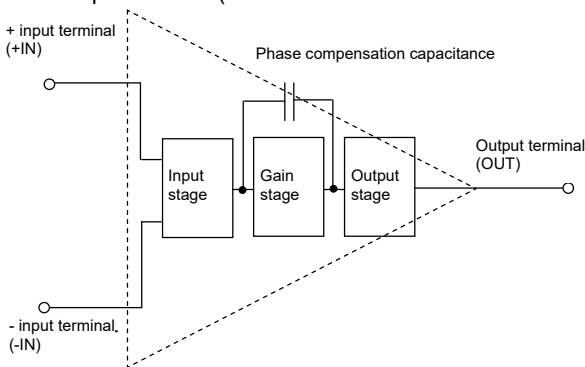 + input terminal
(+IN)
Phase compensation capacitance
Output terminal
(OUT)
Input
stage
Gain
stage
Output
stage
- input terminal
(-IN)